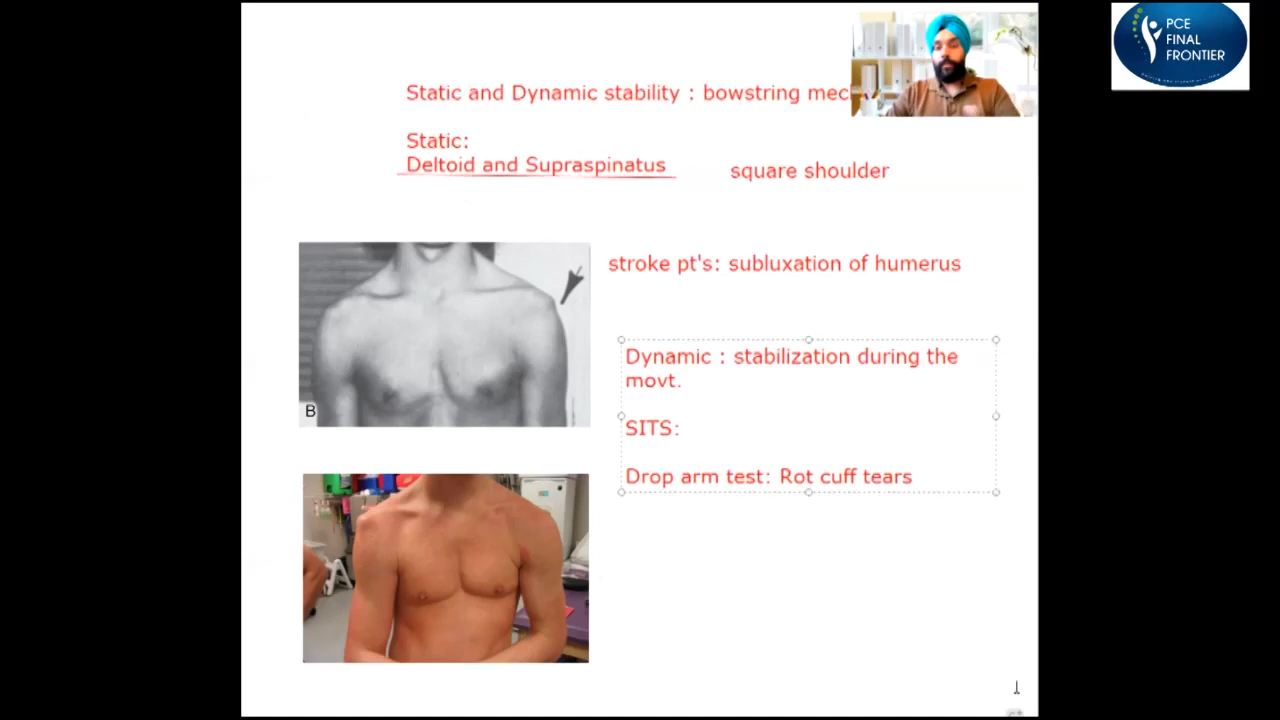 PCE
FINAL
FRONTIER
Static and Dynamic stability : bowstring mec
Static:
Deltoid and Supraspinatus
square shoulder
stroke pt's: subluxation of humerus
Dynamic : stabilization during the
movt.
SITS:
Drop arm test: Rot cuff tears
B